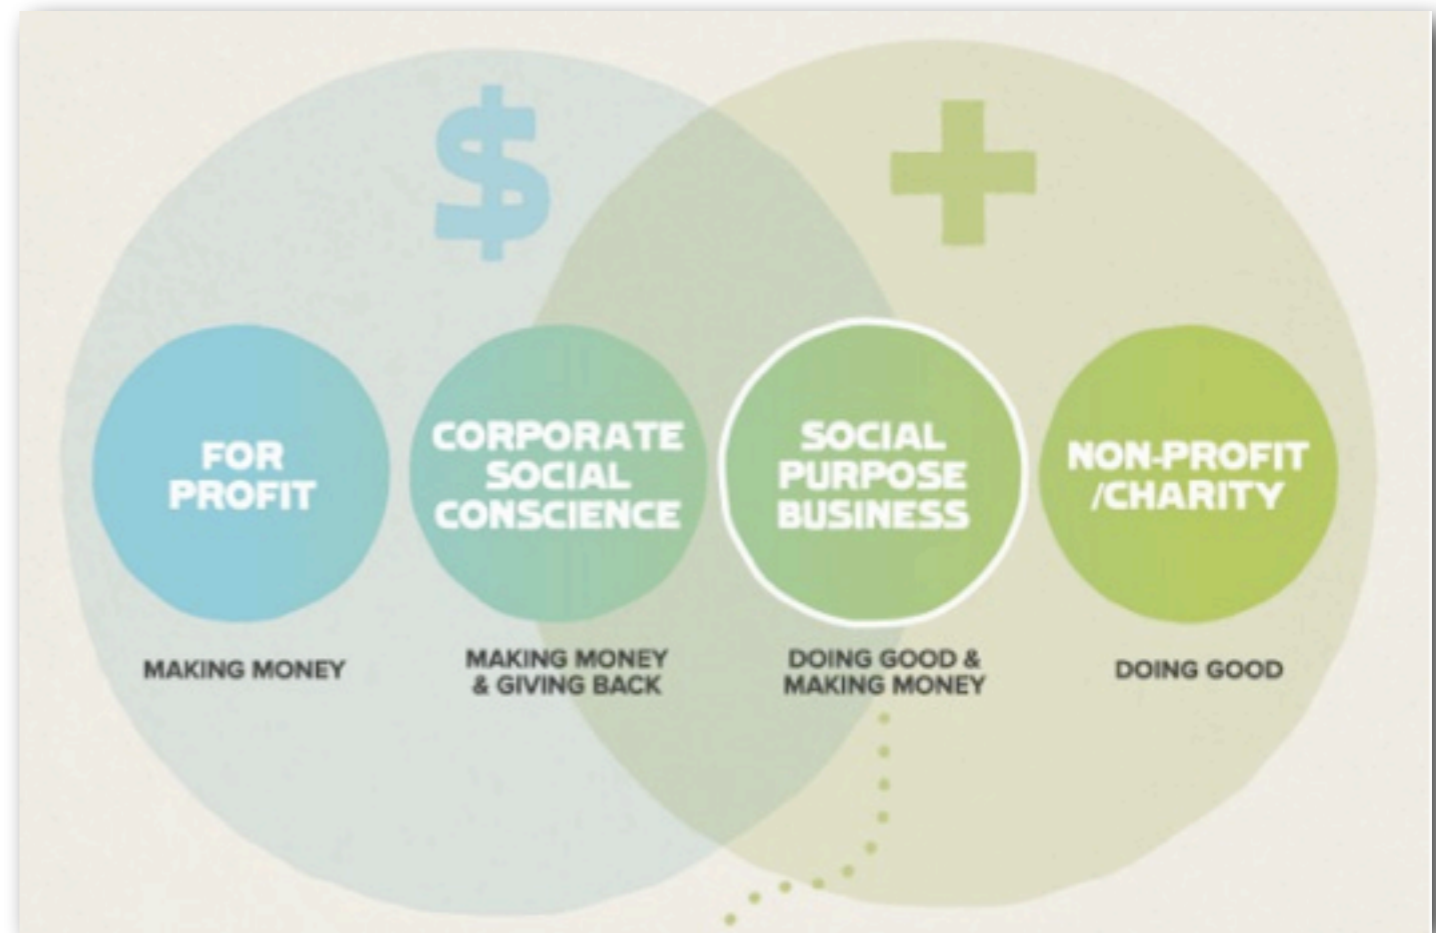 $
FOR
PROFIT
MAKING MONEY
CORPORATE
SOCIAL
CONSCIENCE
MAKING MONEY
& GIVING BACK
SOCIAL
PURPOSE
BUSINESS
DOING GOOD &
MAKING MONEY
NON-PROFIT
/CHARITY
DOING GOOD